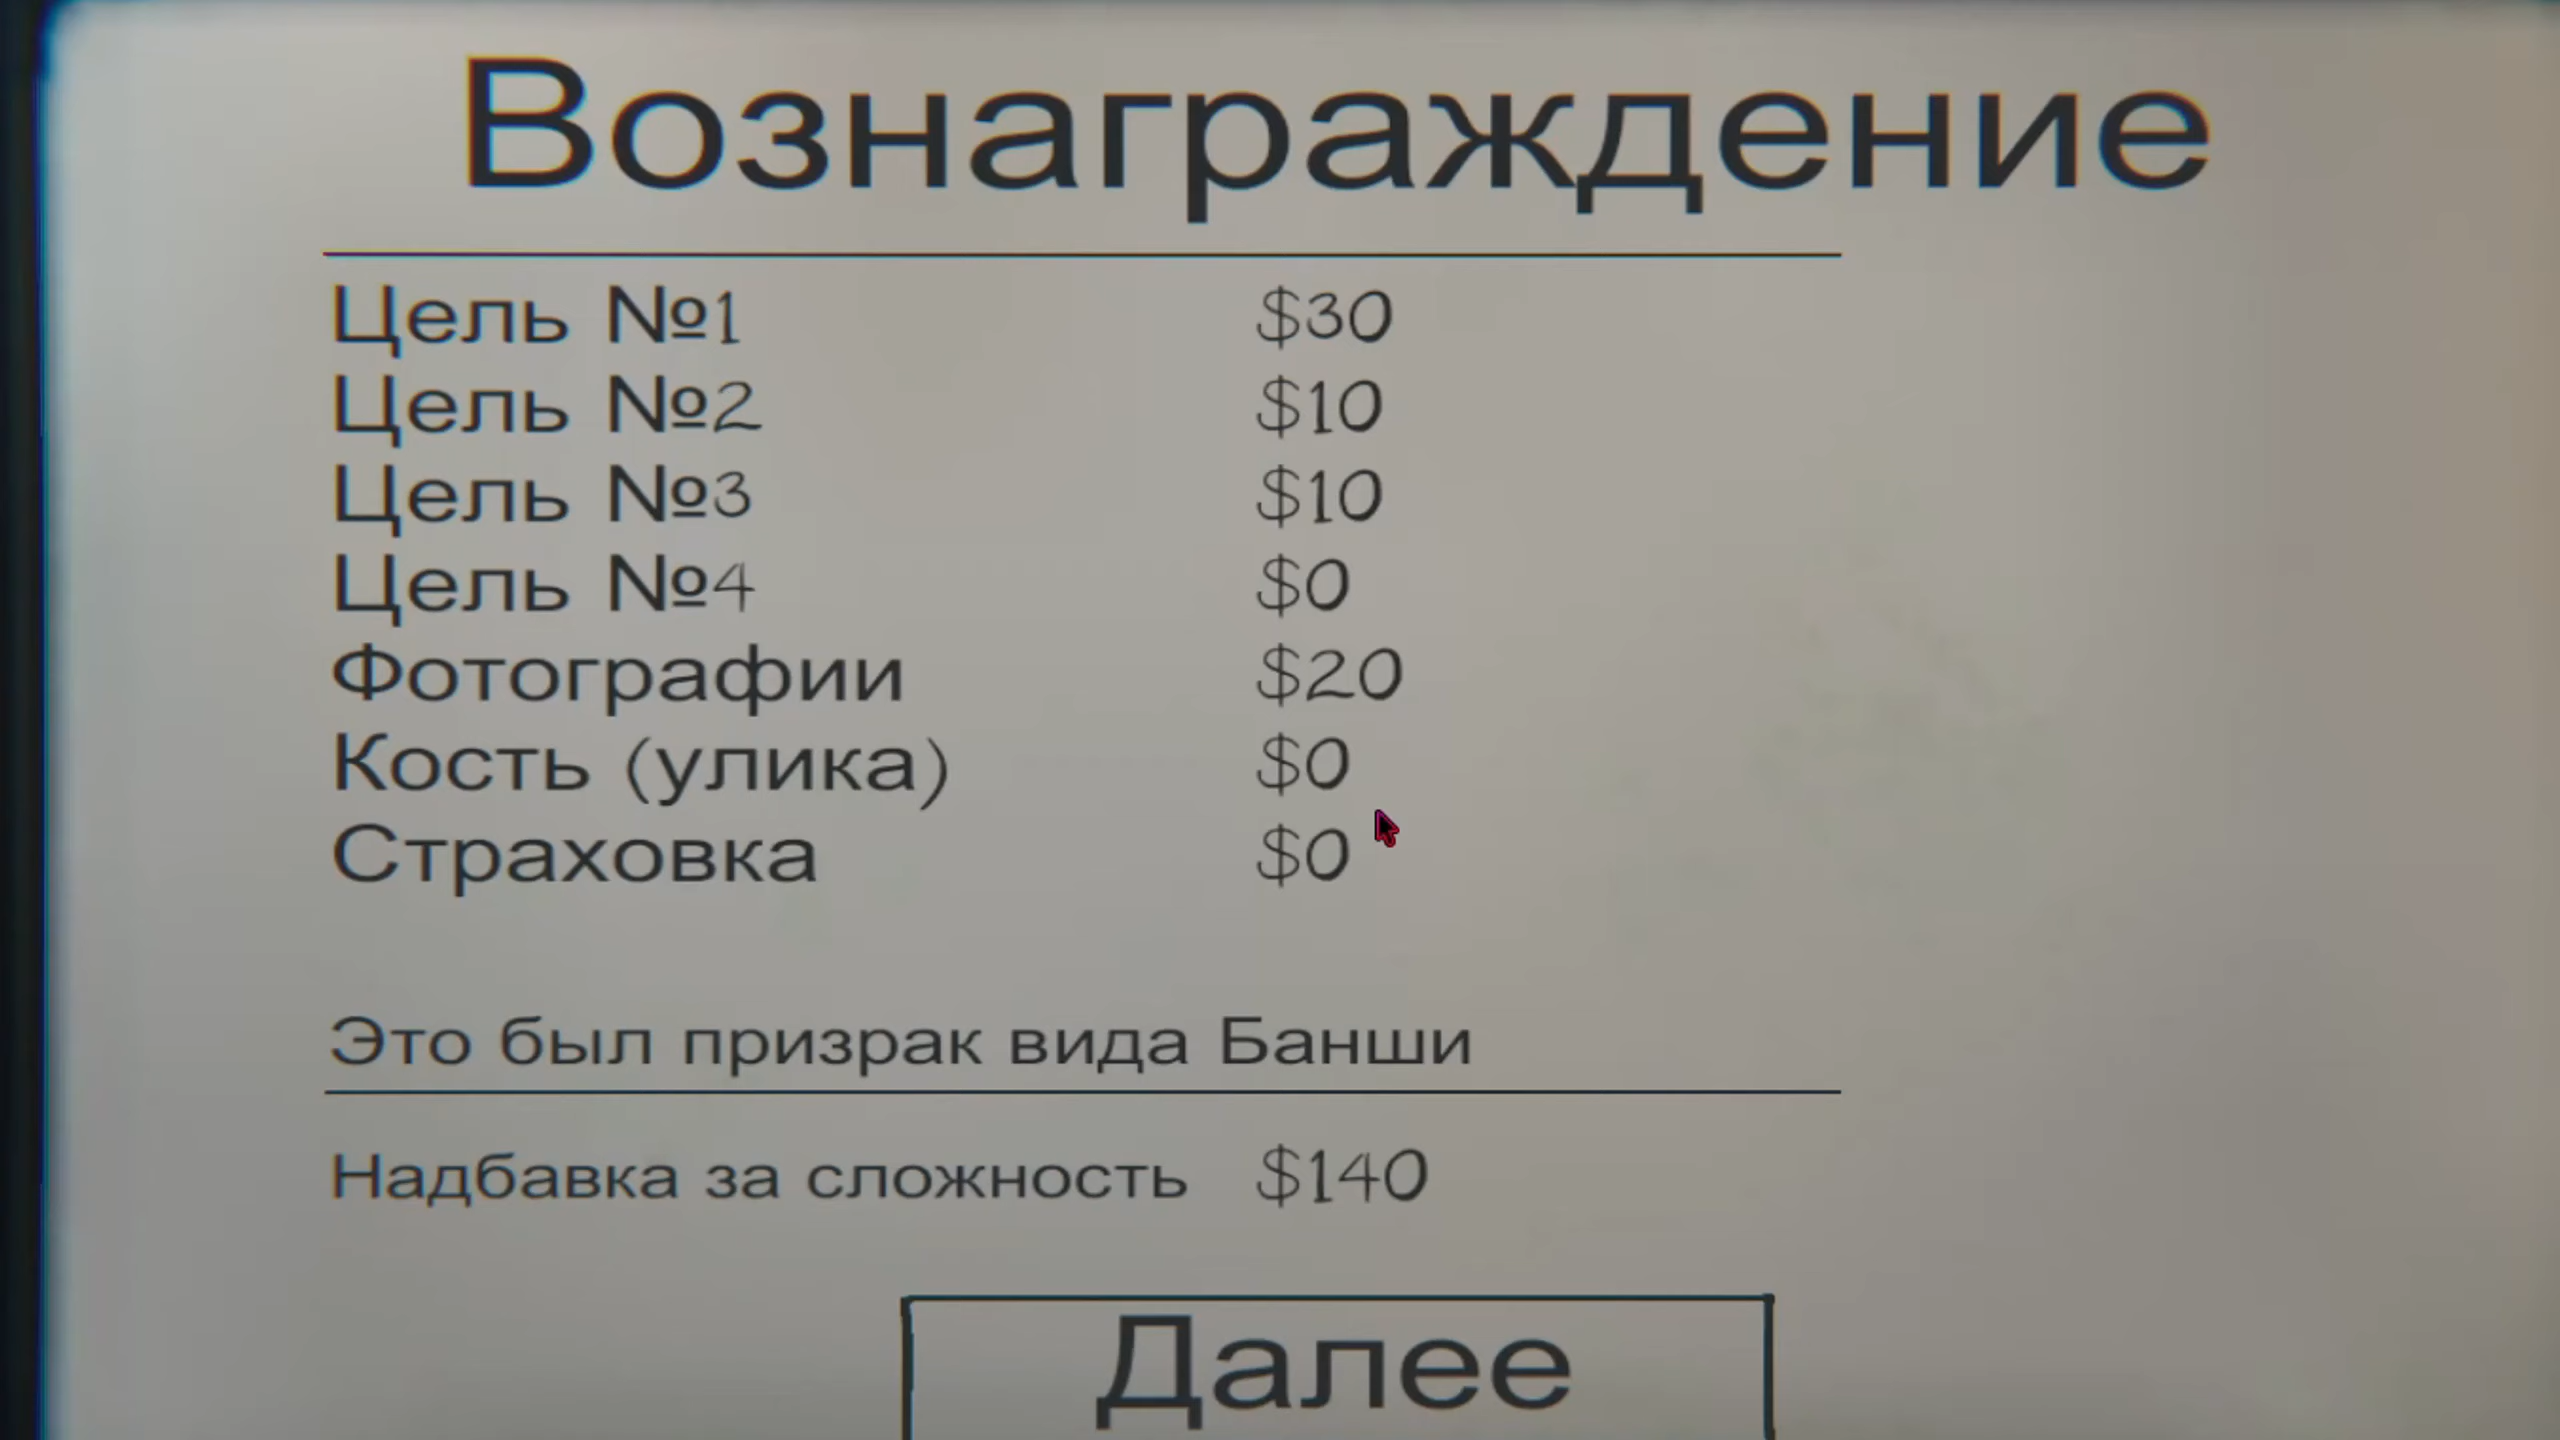 Вознаграждение
Цель №1 $30
Цель №2 $10
Цель №3 $10
Цель №4 $0
Фотографии $20
Кость (улика) $0
Страховка $0
Это был призрак вида Банши
Надбавка за сложность $140
Далее